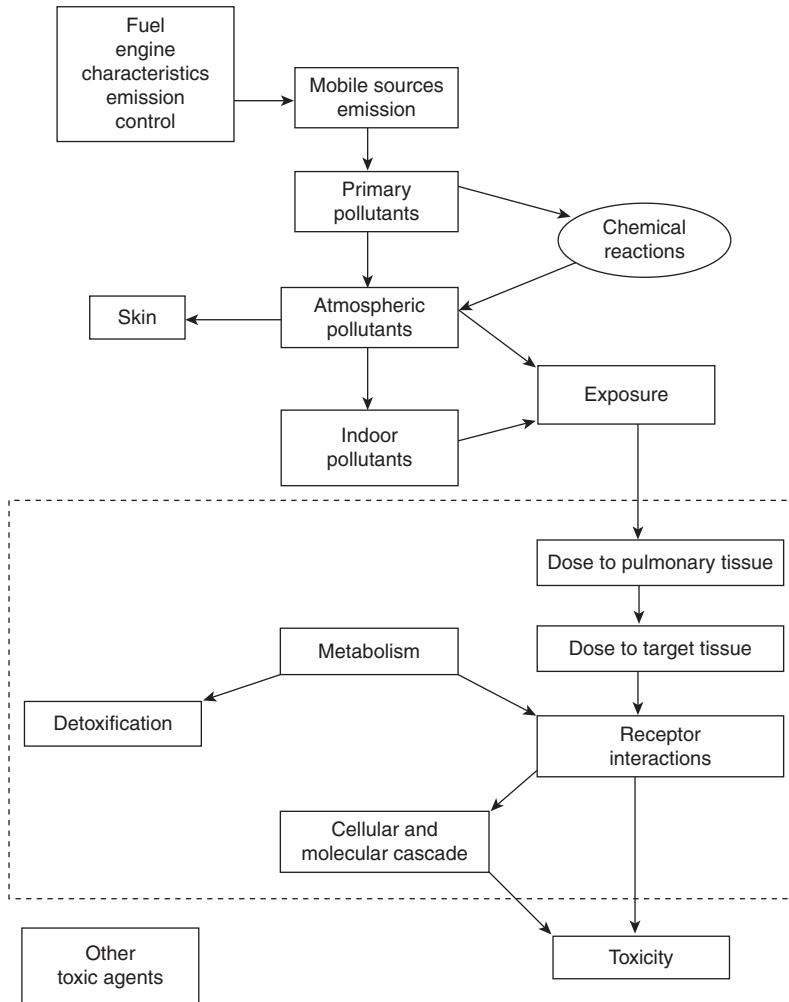 Fuel
engine
characteristics
emission
control
Mobile sources
emission
Primary
pollutants
Chemical
reactions
Skin
Atmospheric
pollutants
Exposure
Indoor
pollutants
Dose to pulmonary tissue
Metabolism
Dose to target tissue
Detoxification
Receptor
interactions
Cellular and
molecular cascade
Other
toxic agents
Toxicity